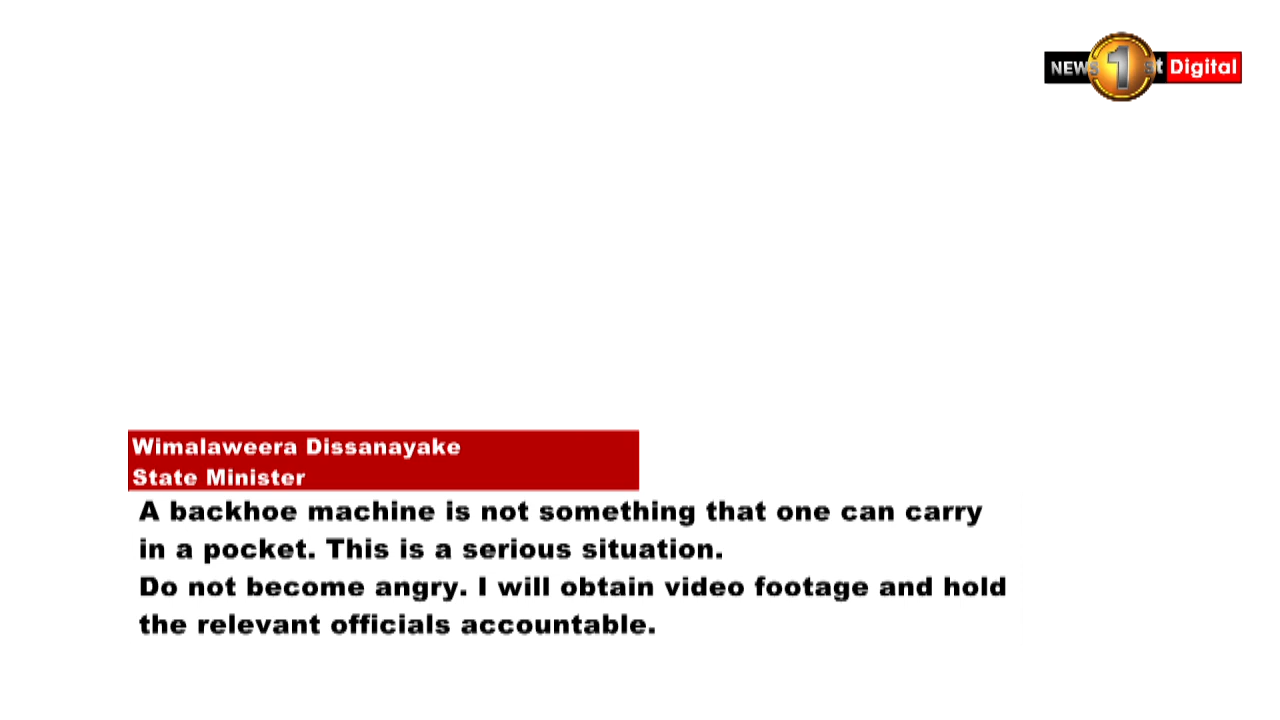 NEWS 1st Digital
Wimalaweera Dissanayake
State Minister
A backhoe machine is not something that one can carry
in a pocket. This is a serious situation.
Do not become angry. I will obtain video footage and hold
the relevant officials accountable.